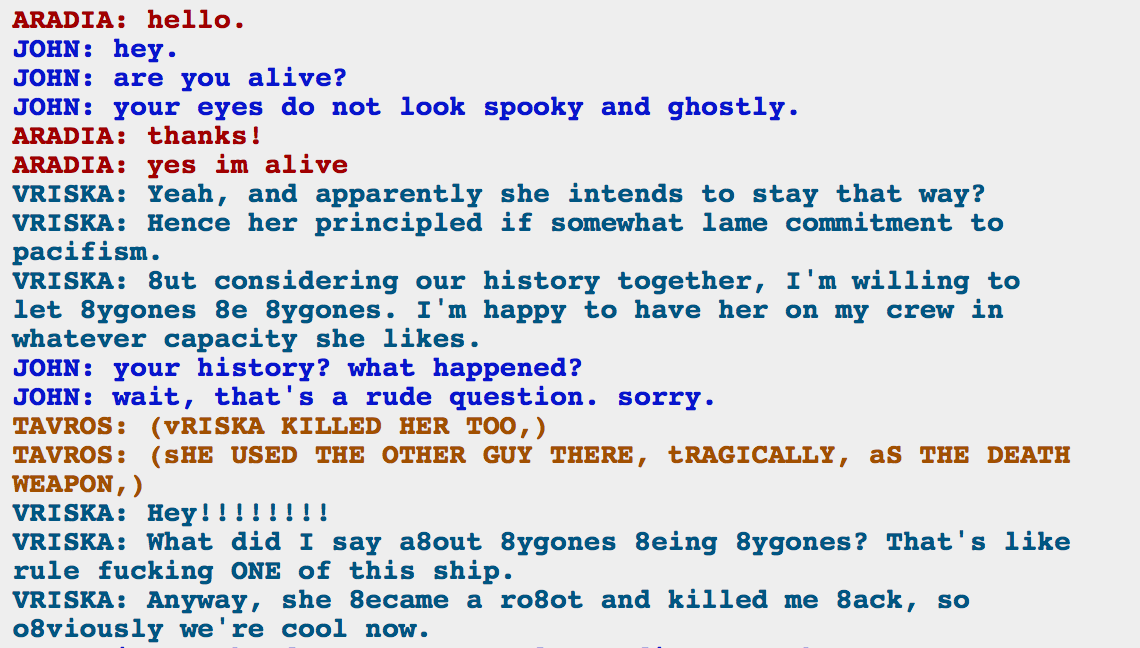 ARADIA: hello.
JOHN: hey.
JOHN: are you alive?
JOHN: your eyes do not look spooky and ghostly.
ARADIA: thanks!
ARADIA: yes im alive
VRISKA: Yeah, and apparently she intends to stay that way?
VRISKA: Hence her principled if somewhat lame commitment to
pacifism.
VRISKA: 8ut considering our history together, I'm willing to
let 8ygones 8e 8ygones. I'm happy to have her on my crew in
whatever capacity she likes.
JOHN: your history? what happened?
JOHN: wait, that's a rude question. sorry.
TAVROS: (vRISKA KILLED HER TOO,)
TAVROS: (sHE USED THE OTHER GUY THERE, tRAGICALLY, aS THE DEATH
WEAPON,)
VRISKA: Hey!!!!!!!!
VRISKA: What did I say a8out 8ygones 8eing 8ygones? That's like
rule fucking ONE of this ship.
VRISKA: Anyway, she 8ecame a ro8ot and killed me 8ack, so
o8viously we're cool now.